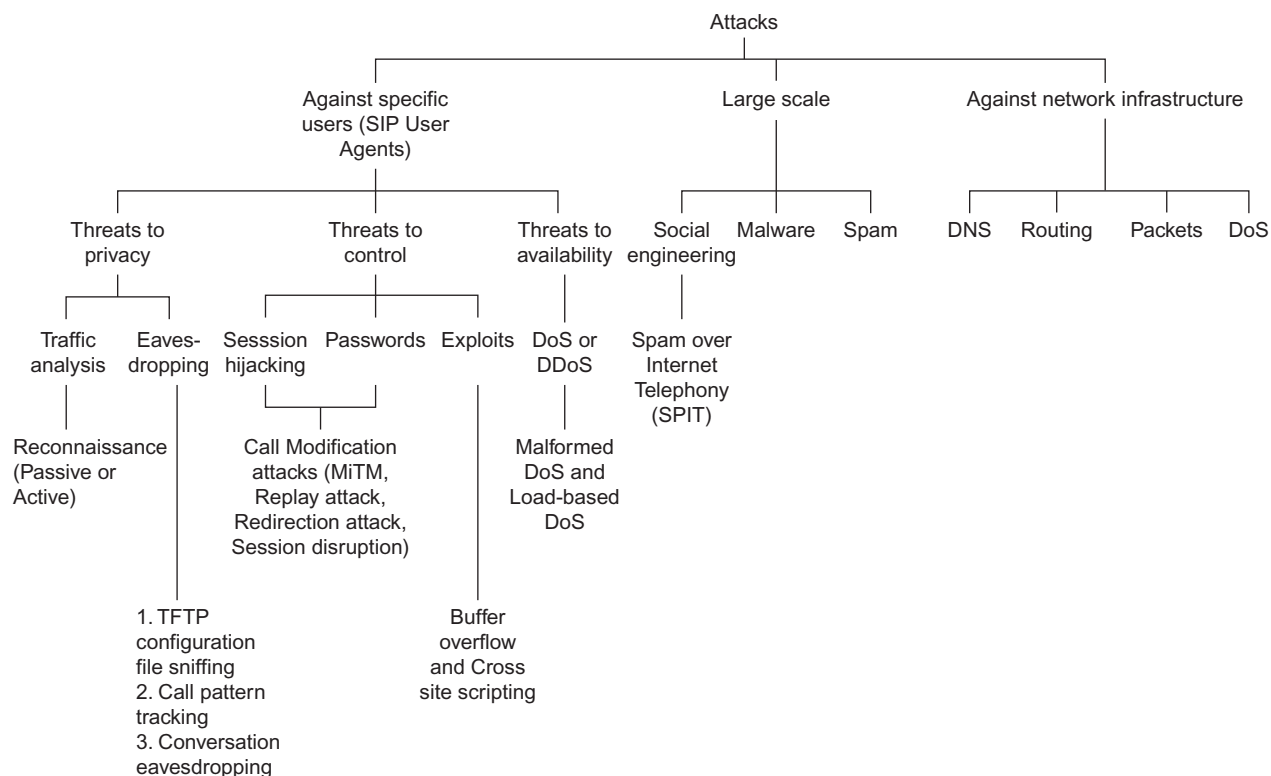 Attacks
Against specific
users (SIP User
Agents)
Large scale
Against network infrastructure
Threats to
privacy
Threats to
control
Threats to
availability
Social
engineering
Malware
Spam
DNS
Routing
Packets
DoS
Traffic
analysis
Eaves-
dropping
Sesssion
hijacking
Passwords
Exploits
DoS or
DDoS
Spam over
Internet
Telephony
(SPIT)
Reconnaissance
(Passive or
Active)
Call Modification
attacks (MiTM,
Replay attack,
Redirection attack,
Session disruption)
Malformed
DoS and
Load-based
DoS
1. TFTP
configuration
file sniffing
2. Call pattern
tracking
3. Conversation
eavesdropping
Buffer
overflow
and Cross
site scripting